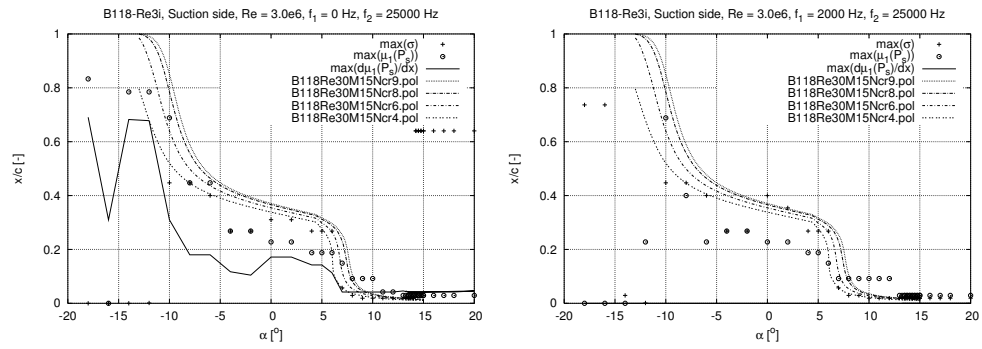 B118-Re3i, Suction side, Re = 3.0e6, f₁ = 0 Hz, f₂ = 25000 Hz
max(σ)
max(μ₁(Pₛ))
max(dμ₁(Pₛ)/dx)
B118Re30M15Ncr9.pol
B118Re30M15Ncr8.pol
B118Re30M15Ncr6.pol
B118Re30M15Ncr4.pol
x/c [-]
1
0.8
0.6
0.4
0.2
0
-20 -15 -10 -5 0 5 10 15 20
α [°]
B118-Re3i, Suction side, Re = 3.0e6, f₁ = 2000 Hz, f₂ = 25000 Hz
max(σ)
max(μ₁(Pₛ))
max(dμ₁(Pₛ)/dx)
B118Re30M15Ncr9.pol
B118Re30M15Ncr8.pol
B118Re30M15Ncr6.pol
B118Re30M15Ncr4.pol
x/c [-]
1
0.8
0.6
0.4
0.2
0
-20 -15 -10 -5 0 5 10 15 20
α [°]